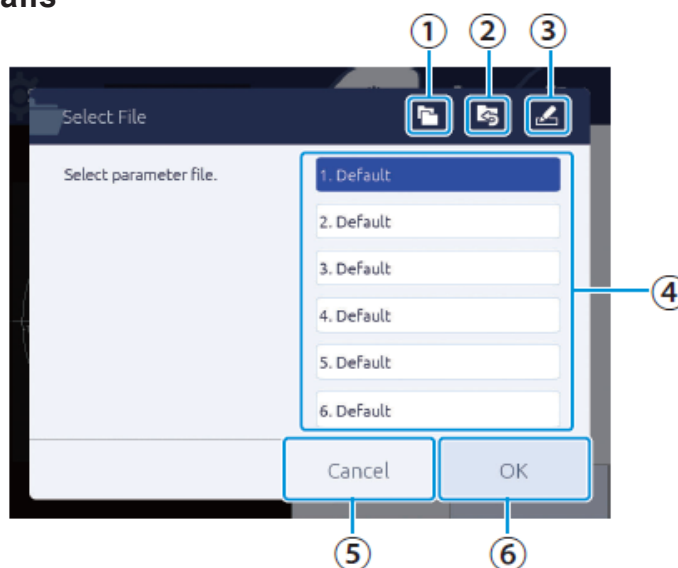 ① ② ③
Select File
Select parameter file.
1. Default
2. Default
3. Default
4. Default
5. Default
6. Default
④
Cancel OK
⑤ ⑥